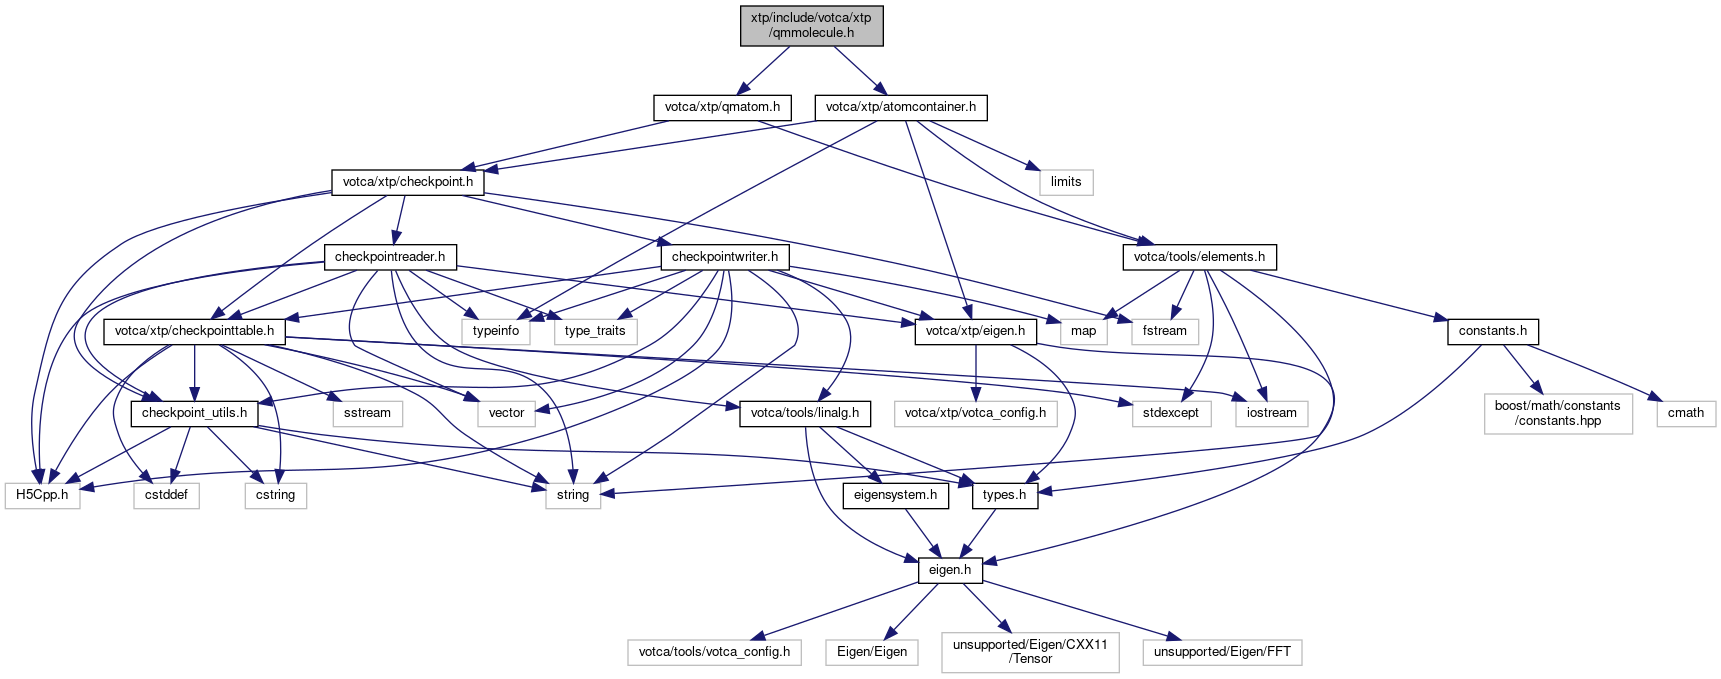 xtp/include/votca/xtp
/qmmolecule.h
votca/xtp/qmatom.h
votca/xtp/atomcontainer.h
votca/xtp/checkpoint.h
limits
checkpointreader.h
checkpointwriter.h
votca/tools/elements.h
votca/xtp/checkpointtable.h
typeinfo
type_traits
votca/xtp/eigen.h
map
fstream
constants.h
checkpoint_utils.h
sstream
vector
votca/tools/linalg.h
votca/xtp/votca_config.h
stdexcept
iostream
boost/math/constants
/constants.hpp
cmath
H5Cpp.h
cstddef
cstring
string
eigensystem.h
types.h
eigen.h
votca/tools/votca_config.h
Eigen/Eigen
unsupported/Eigen/CXX11
/Tensor
unsupported/Eigen/FFT